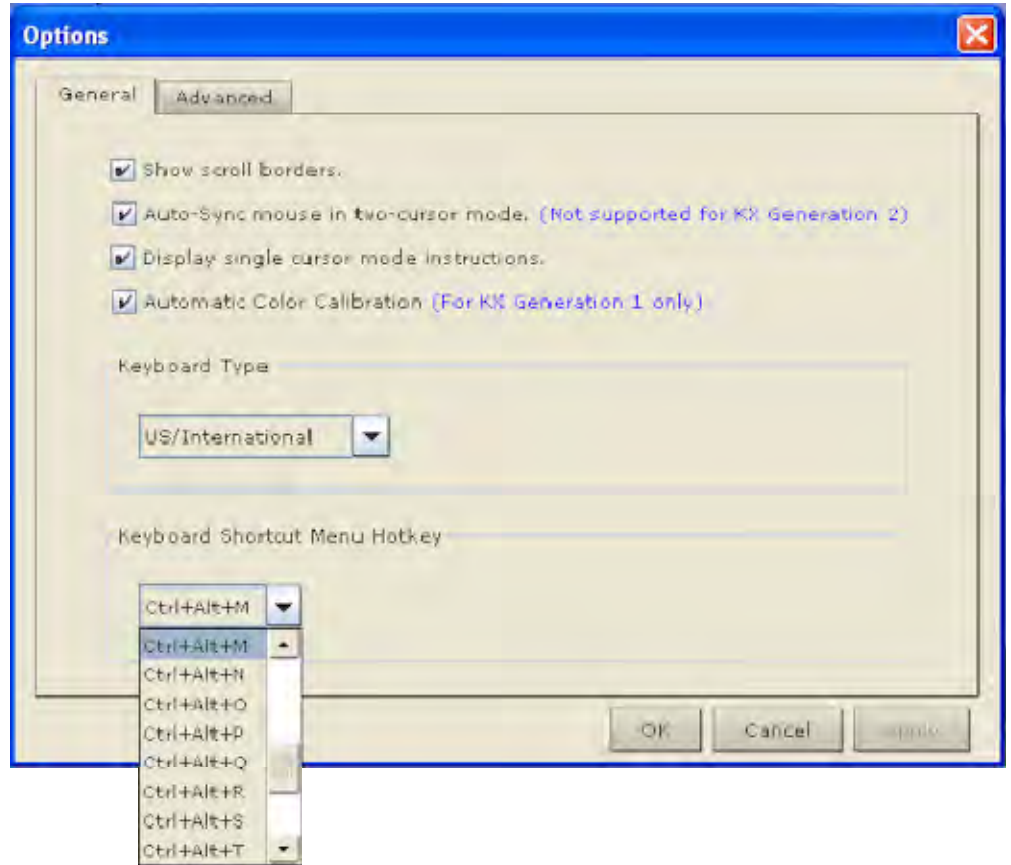 Options
General
Advanced
Show scroll borders.
Auto-Sync mouse in two-cursor mode. (Not supported for KX Generation 2)
Display single cursor mode instructions.
Automatic Color Calibration (For KX Generation 1 only)
Keyboard Type
US/International
Keyboard Shortcut Menu Hotkey
Ctrl+Alt+M
Ctrl+Alt+M
Ctrl+Alt+N
Ctrl+Alt+O
Ctrl+Alt+P
Ctrl+Alt+Q
Ctrl+Alt+R
Ctrl+Alt+S
Ctrl+Alt+T
OK
Cancel
Apply